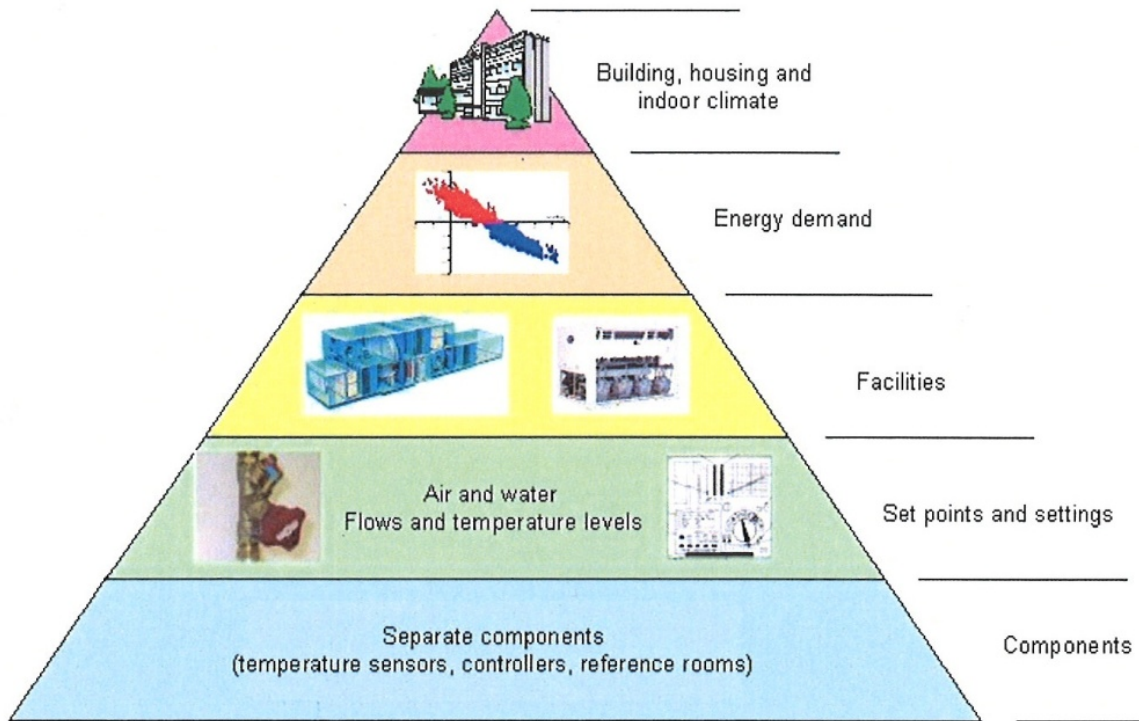 Building, housing and
indoor climate
Energy demand
Facilities
Air and water
Flows and temperature levels
Set points and settings
Separate components
(temperature sensors, controllers, reference rooms)
Components